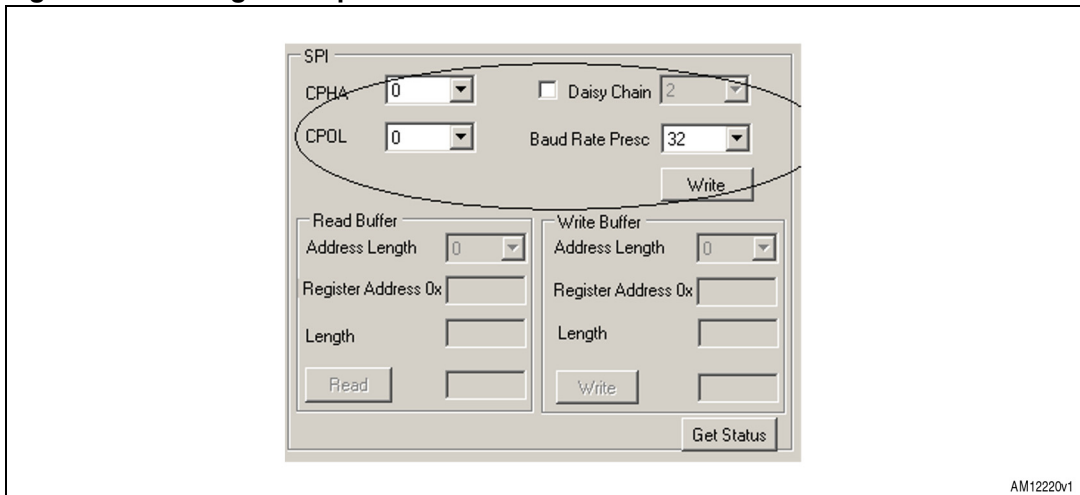 SPI
CPHA 0 Daisy Chain 2
CPOL 0 Baud Rate Presc 32
Write
Read Buffer
Address Length 0
Register Address 0x
Length
Read
Write Buffer
Address Length 0
Register Address 0x
Length
Write
Get Status
AM12220v1